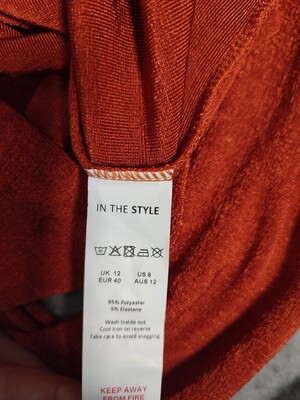 IN THE STYLE
UK 12 US 8
EUR 40 AUS 12
95% Polyester
5% Elastane
Wash inside out
Cool Iron on reverse
Take care to avoid snagging
KEEP AWAY
FROM FIRE